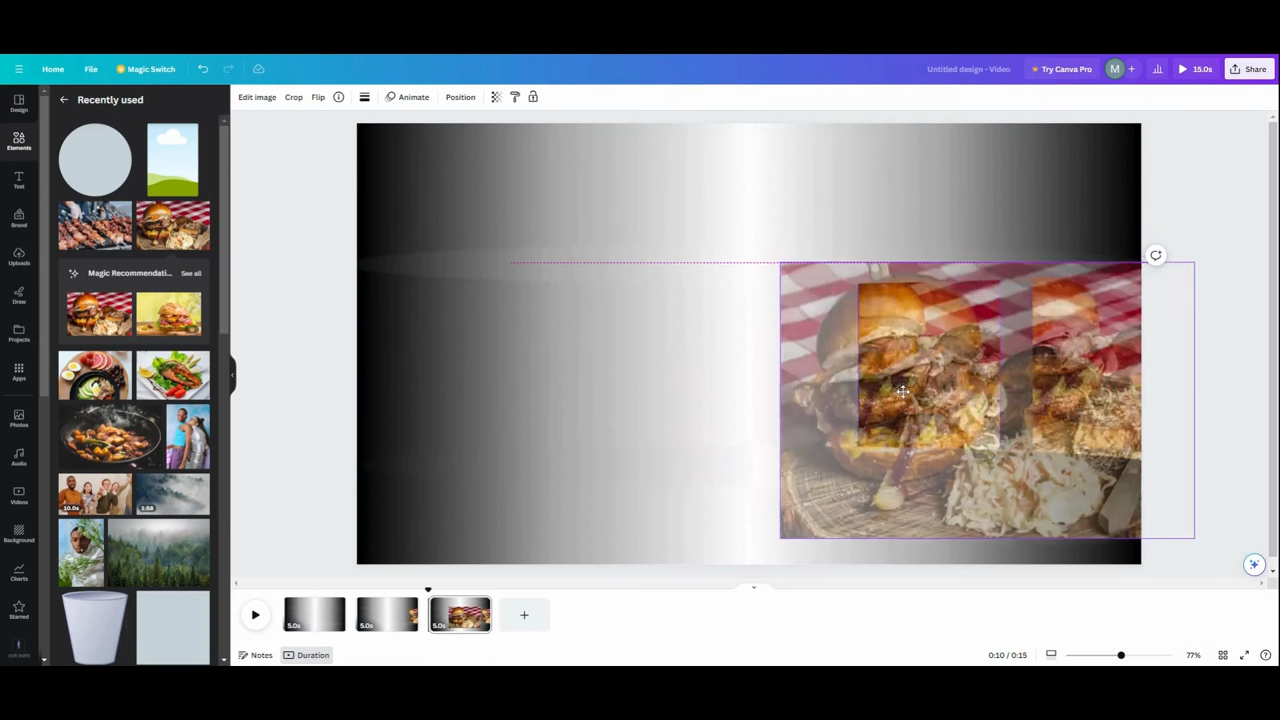 Home File Magic Switch Untitled design - Video Try Canva Pro M + 15.0s Share
Recently used
Edit image Crop Flip Animate Position
Design
Elements
Text
Brand
Uploads
Draw
Projects
Apps
Photos
Audio
Videos
Background
Charts
Starred
Magic Recommendati... See all
10.0s
1:58
5.0s 5.0s 5.0s +
Notes Duration 0:10 / 0:15 77%